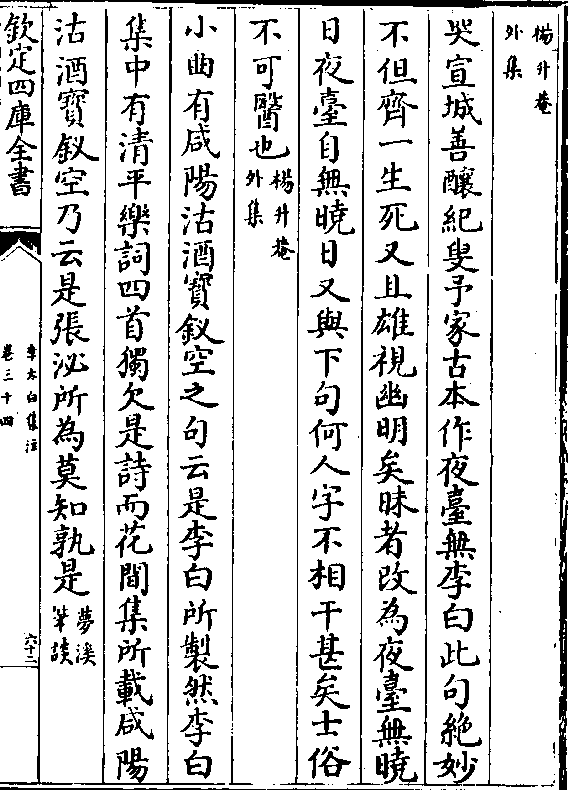 楊升菴
外集
哭宣城善釀紀叟予家古本作夜臺無李白此句絶妙
不但齊一生死又且雄視幽明矣昧者改為夜臺無曉
日夜臺自無曉日又與下句何人字不相干甚矣士俗
不可醫也楊升菴
外集
小曲有咸陽沽酒寶釵空之句云是李白所製然李白
集中有清平樂詞四首獨欠是詩而花間集所載咸陽
沽酒寶釵空乃云是張泌所為莫知孰是夢溪
筆談
欽定四庫全書
李太白集注
卷三十四
六十二